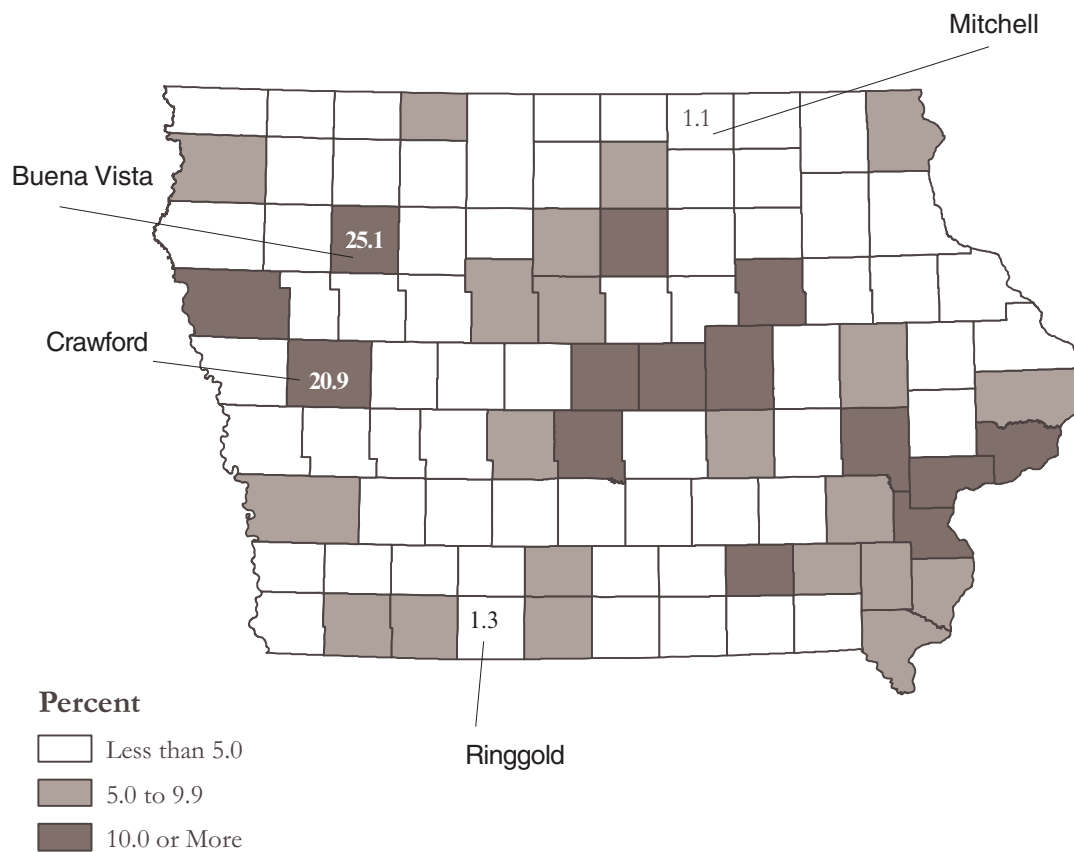 Mitchell
1.1
Buena Vista
25.1
Crawford
20.9
1.3
Percent
Less than 5.0
Ringgold
5.0 to 9.9
10.0 or More